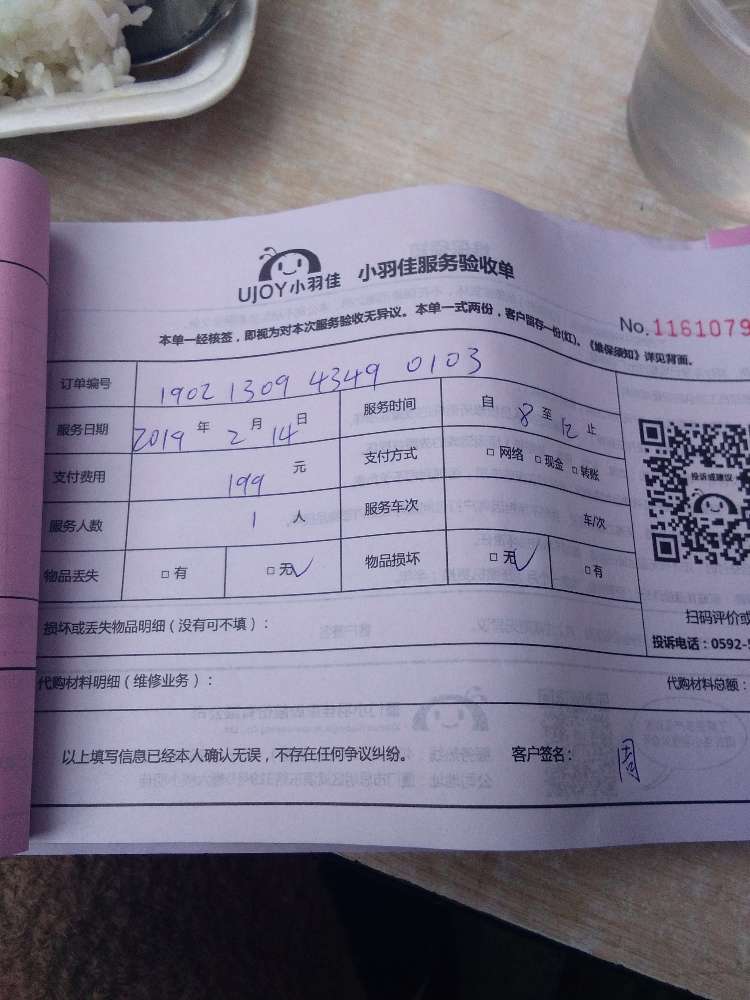 UJOY小羽佳 小羽佳服务验收单
No.1161079
本单一经核签，即视为对本次服务验收无异议。本单一式两份，客户留存一份(红)。《维保须知》详见背面。
订单编号 1902 1309 4349 0103
服务日期 2019 年 2 月 14 日 服务时间 自 8 至 12 止
支付费用 199 元 支付方式 □ 网络 □ 现金 □ 转账
服务人数 1 人 服务车次 车/次
物品丢失 □ 有 □ 无✓ 物品损坏 □ 无✓ □ 有
投诉或建议
扫码评价或
损坏或丢失物品明细（没有可不填）：
投诉电话：0592-5
代购材料明细（维修业务）： 代购材料总额：
以上填写信息已经本人确认无误，不存在任何争议纠纷。 客户签名： 周